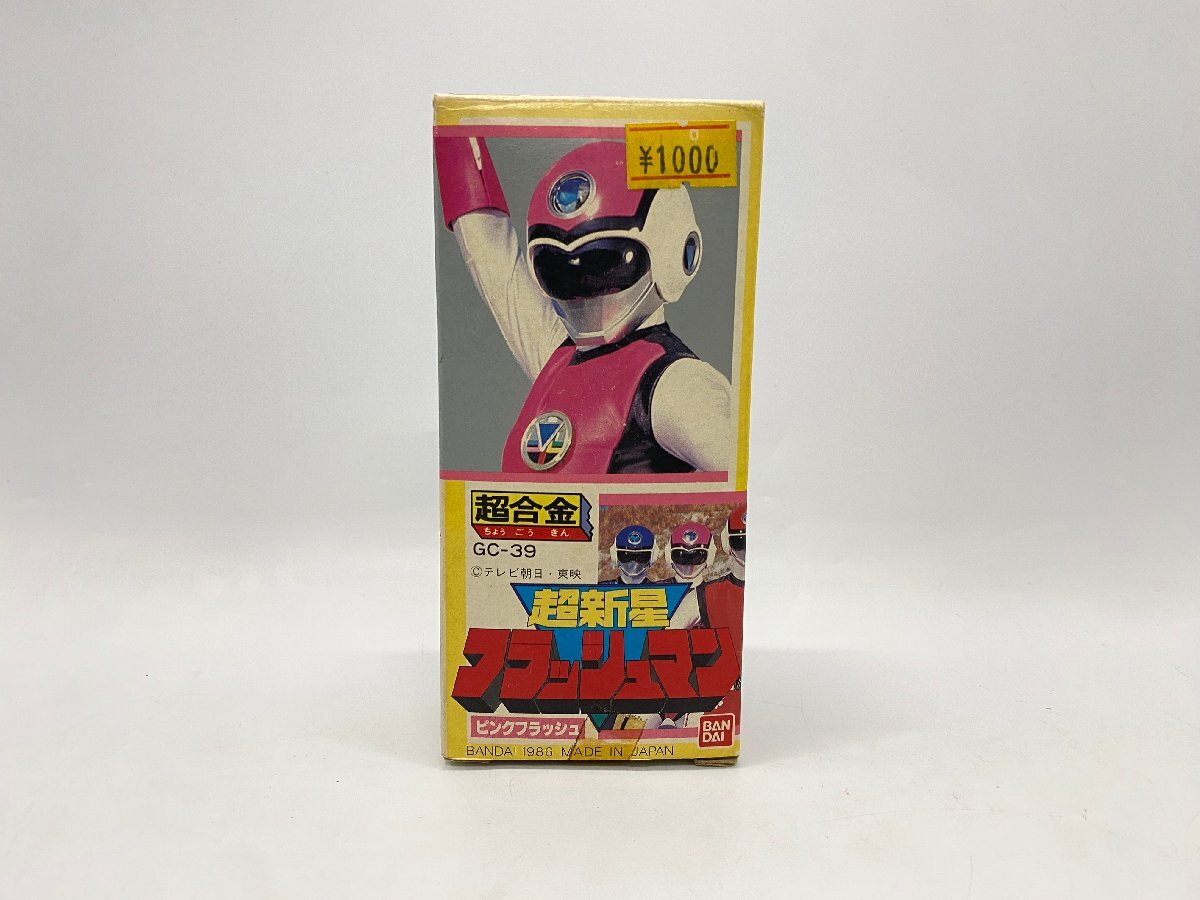 ¥1000
超合金
ちょう ごう きん
GC-39
©テレビ朝日・東映
超新星
フラッシュマン
ピンクフラッシュ
BAN
DAI
BANDAI 1986 MADE IN JAPAN